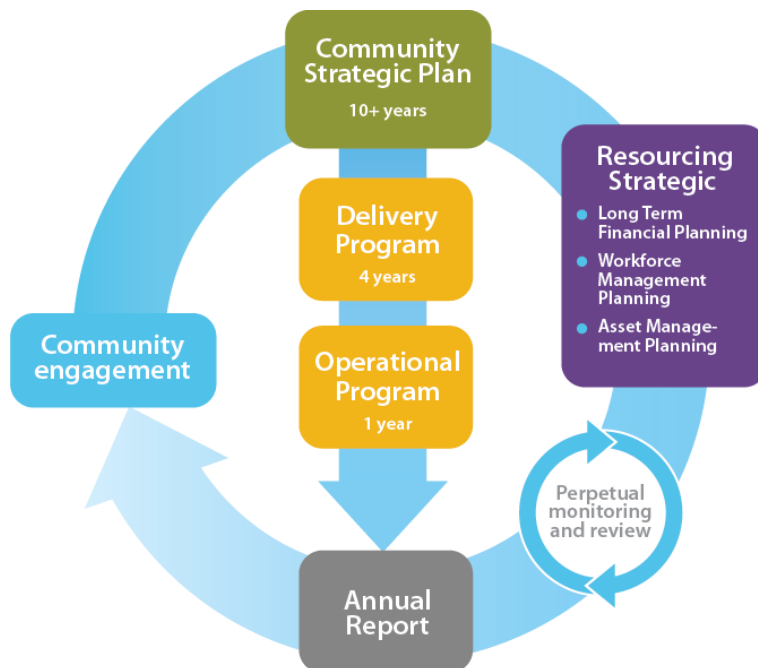 Community
Strategic Plan
10+ years
Resourcing
Strategic
Long Term
Financial Planning
Workforce
Management
Planning
Asset Manage-
ment Planning
Delivery
Program
4 years
Community
engagement
Operational
Program
1 year
Perpetual
monitoring
and review
Annual
Report